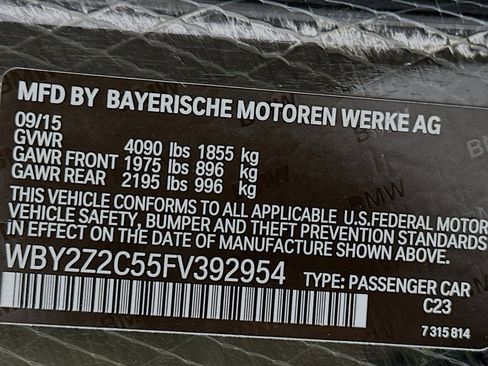 MFD BY BAYERISCHE MOTOREN WERKE AG
09/15
GVWR 4090 lbs 1855 kg
GAWR FRONT 1975 lbs 896 kg
GAWR REAR 2195 lbs 996 kg
THIS VEHICLE CONFORMS TO ALL APPLICABLE U.S.FEDERAL MOTOR
VEHICLE SAFETY, BUMPER AND THEFT PREVENTION STANDARDS
IN EFFECT ON THE DATE OF MANUFACTURE SHOWN ABOVE.
WBY2Z2C55FV392954 TYPE: PASSENGER CAR
C23
7 315 814